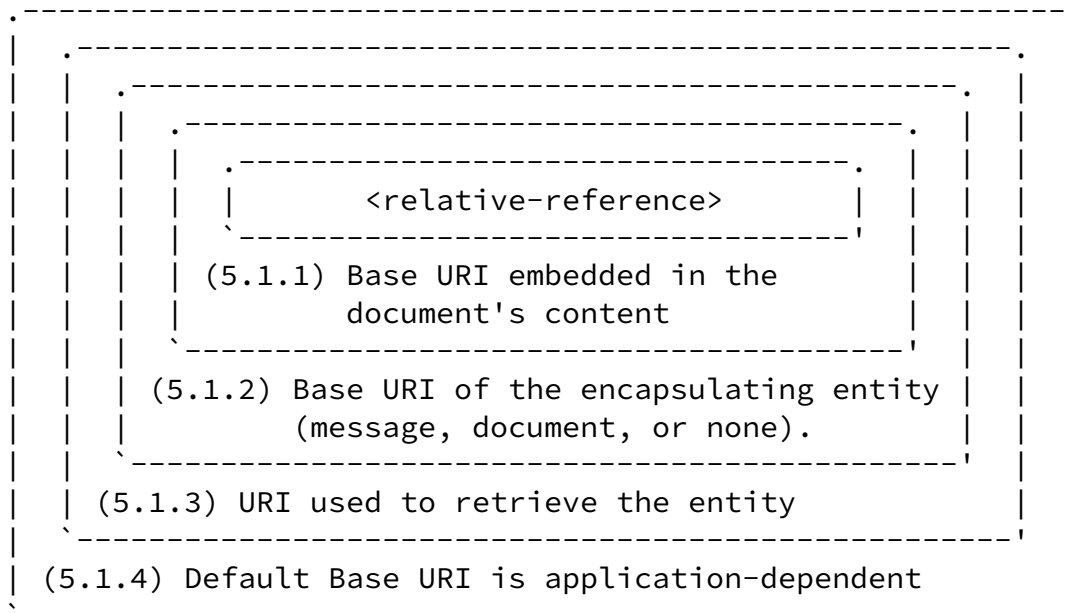 <relative-reference>
(5.1.1) Base URI embedded in the
document's content
(5.1.2) Base URI of the encapsulating entity
(message, document, or none).
(5.1.3) URI used to retrieve the entity
(5.1.4) Default Base URI is application-dependent